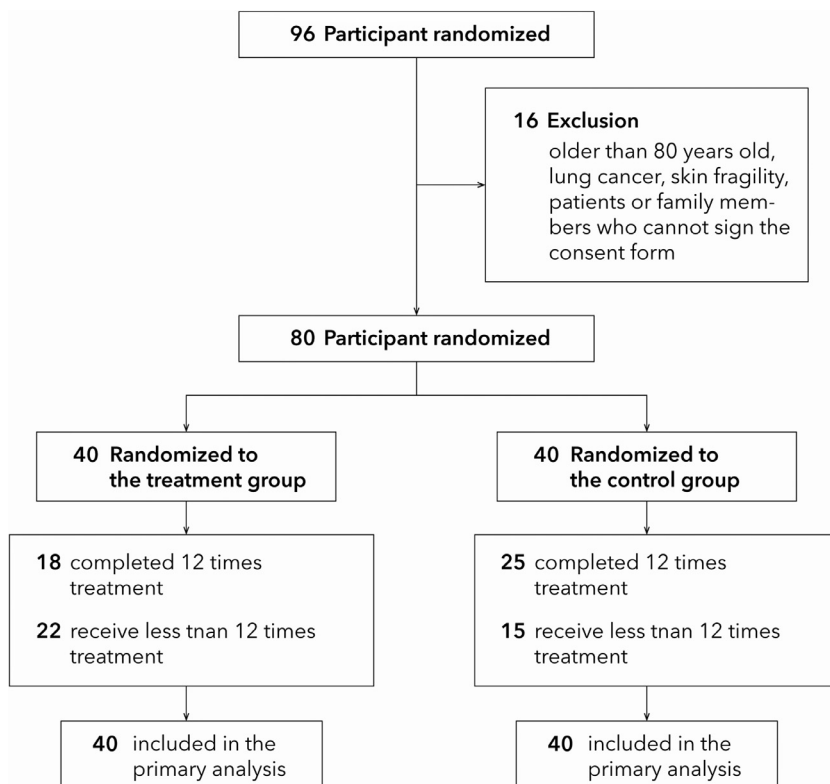 96 Participant randomized
16 Exclusion
older than 80 years old,
lung cancer, skin fragility,
patients or family mem-
bers who cannot sign the
consent form
80 Participant randomized
40 Randomized to
the treatment group
40 Randomized to
the control group
18 completed 12 times
treatment
22 receive less tnan 12 times
treatment
25 completed 12 times
treatment
15 receive less tnan 12 times
treatment
40 included in the
primary analysis
40 included in the
primary analysis